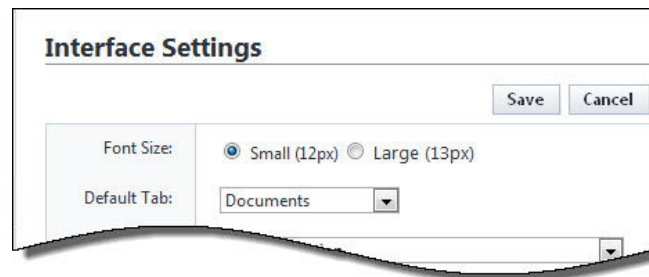 Interface Settings
Save Cancel
Font Size: Small (12px) Large (13px)
Default Tab: Documents